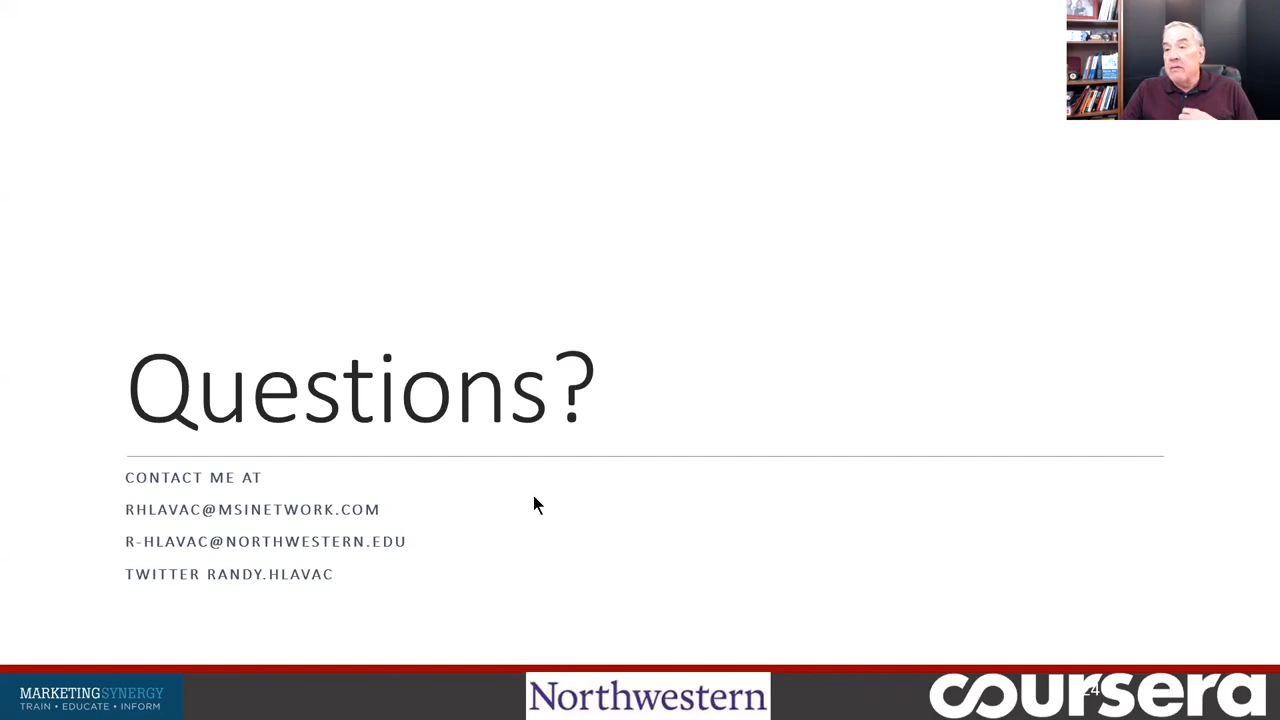 Questions?
CONTACT ME AT
RHLAVAC@MSINETWORK.COM
R-HLAVAC@NORTHWESTERN.EDU
TWITTER RANDY.HLAVAC
MARKETINGSYNERGY
TRAIN • EDUCATE • INFORM
Northwestern
coursera
24